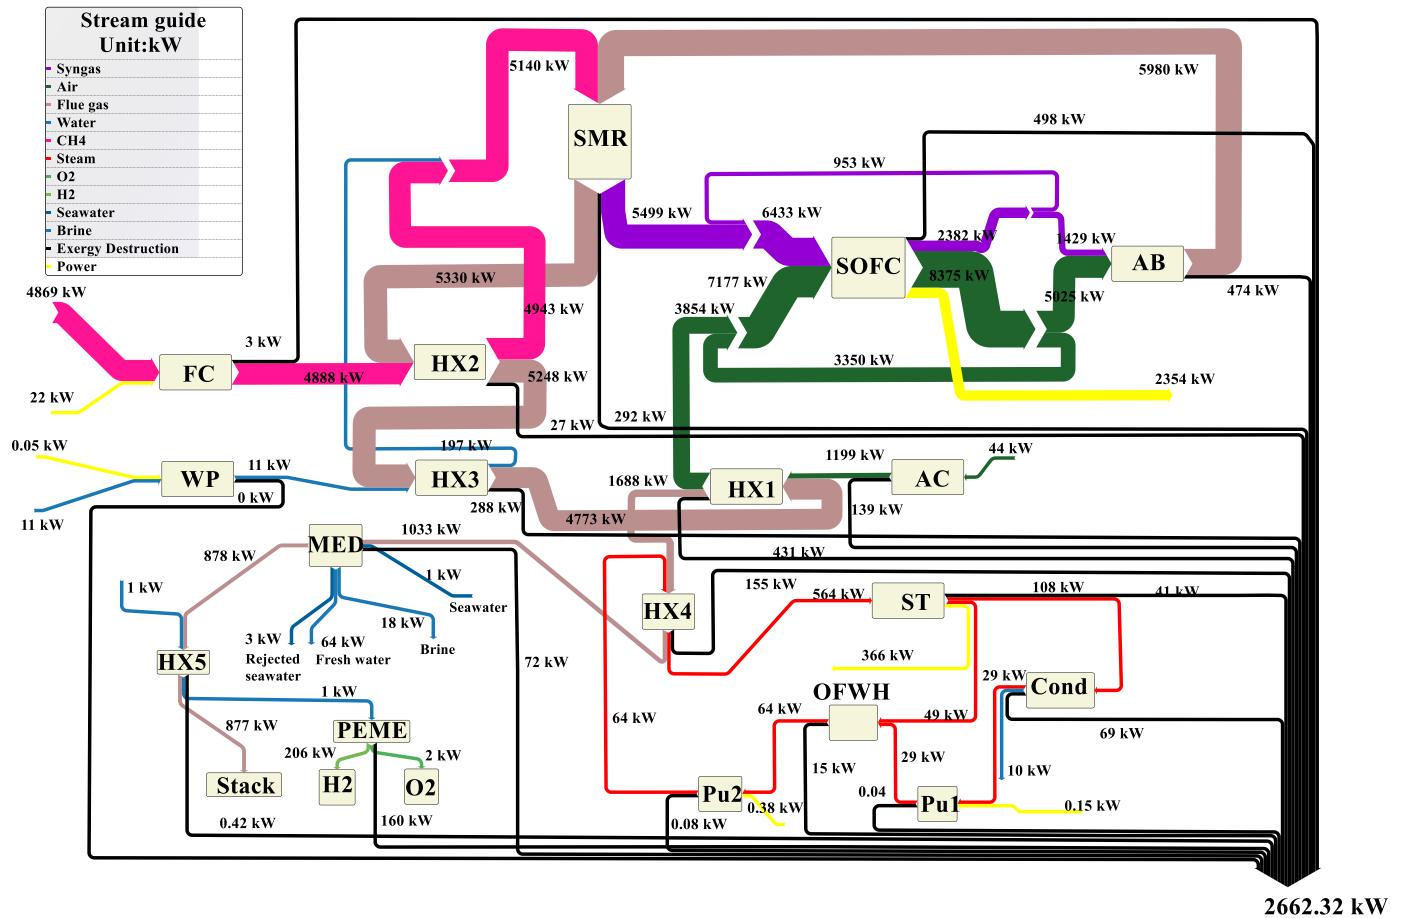 Stream guide
Unit:kW
Syngas
Air
Flue gas
Water
CH4
Steam
O2
H2
Seawater
Brine
Exergy Destruction
Power
5140 kW
5980 kW
SMR
498 kW
953 kW
5499 kW
6433 kW
2382 kW
1429 kW
SOFC
AB
5330 kW
7177 kW
8375 kW
5025 kW
474 kW
4869 kW
4943 kW
3854 kW
3 kW
FC
HX2
3350 kW
4888 kW
5248 kW
2354 kW
22 kW
27 kW
292 kW
0.05 kW
197 kW
44 kW
WP
11 kW
HX3
1199 kW
AC
0 kW
1688 kW
HX1
288 kW
139 kW
11 kW
4773 kW
1033 kW
MED
878 kW
431 kW
1 kW
1 kW
155 kW
564 kW
108 kW
41 kW
Seawater
HX4
ST
3 kW
64 kW
18 kW
Rejected
seawater
Fresh water
Brine
HX5
72 kW
366 kW
29 kW
Cond
1 kW
OFWH
877 kW
64 kW
64 kW
49 kW
69 kW
PEME
206 kW
2 kW
15 kW
29 kW
10 kW
Stack
H2
O2
Pu2
0.04
Pu1
0.38 kW
0.15 kW
0.42 kW
160 kW
0.08 kW
2662.32 kW